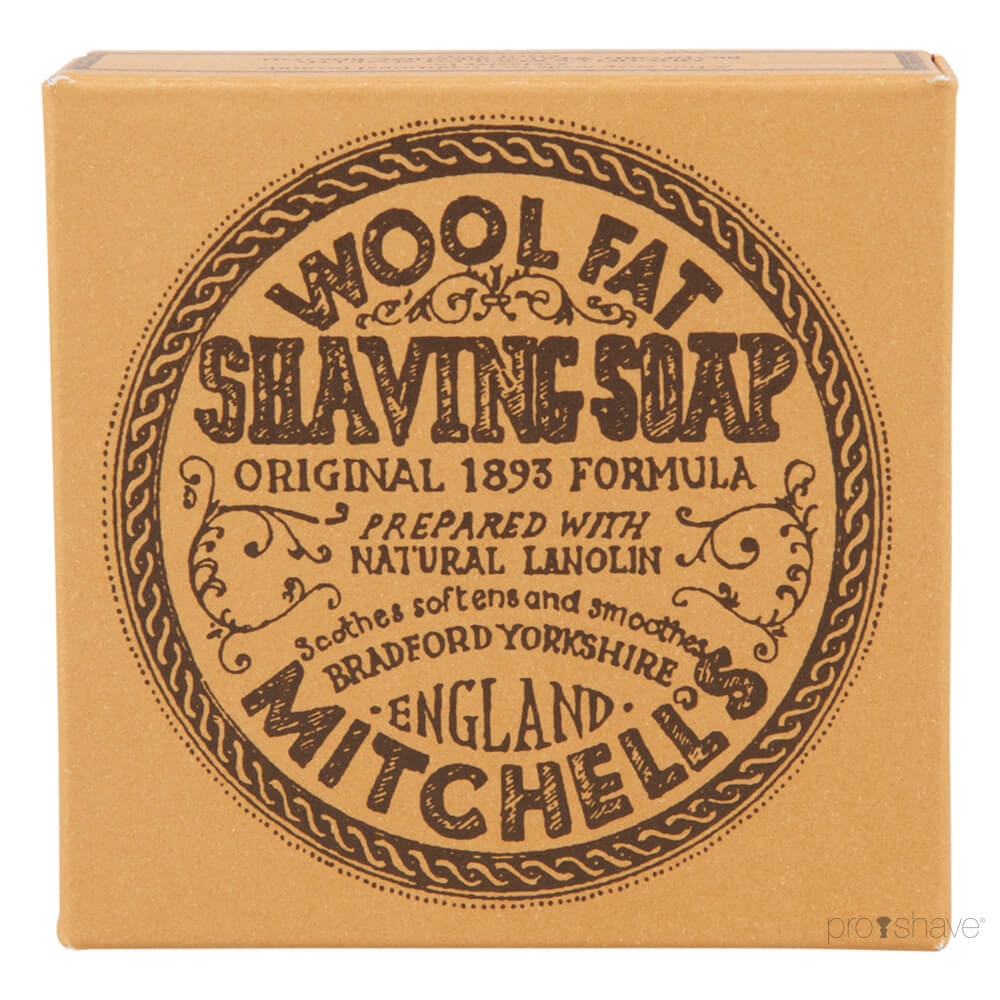 WOOL FAT
SHAVING SOAP
ORIGINAL 1893 FORMULA
PREPARED WITH
NATURAL LANOLIN
Soothes softens and smoothes
BRADFORD YORKSHIRE
·ENGLAND·
MITCHELL'S
proshave®